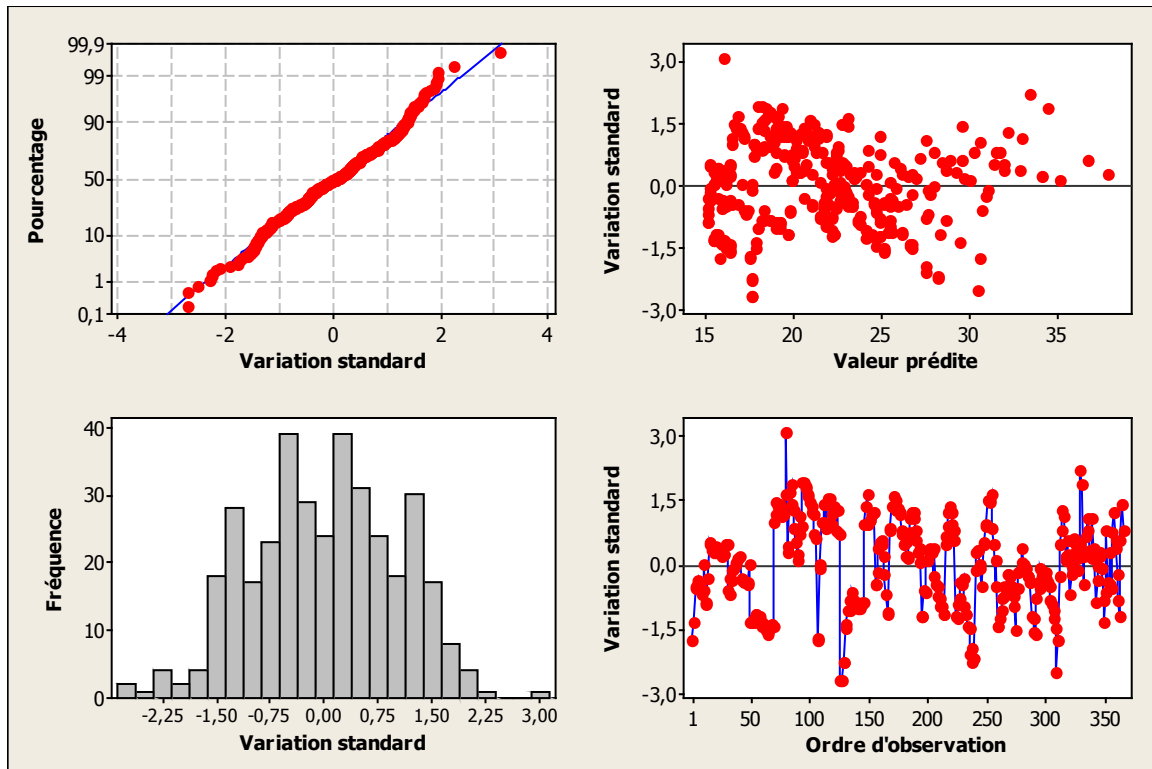 99,9
99
90
50
10
1
0,1
Pourcentage
-4 -2 0 2 4
Variation standard
3,0
1,5
0,0
-1,5
-3,0
Variation standard
15 20 25 30 35
Valeur prédite
40
30
20
10
0
Fréquence
-2,25 -1,50 -0,75 0,00 0,75 1,50 2,25 3,00
Variation standard
3,0
1,5
0,0
-1,5
-3,0
Variation standard
1 50 100 150 200 250 300 350
Ordre d'observation